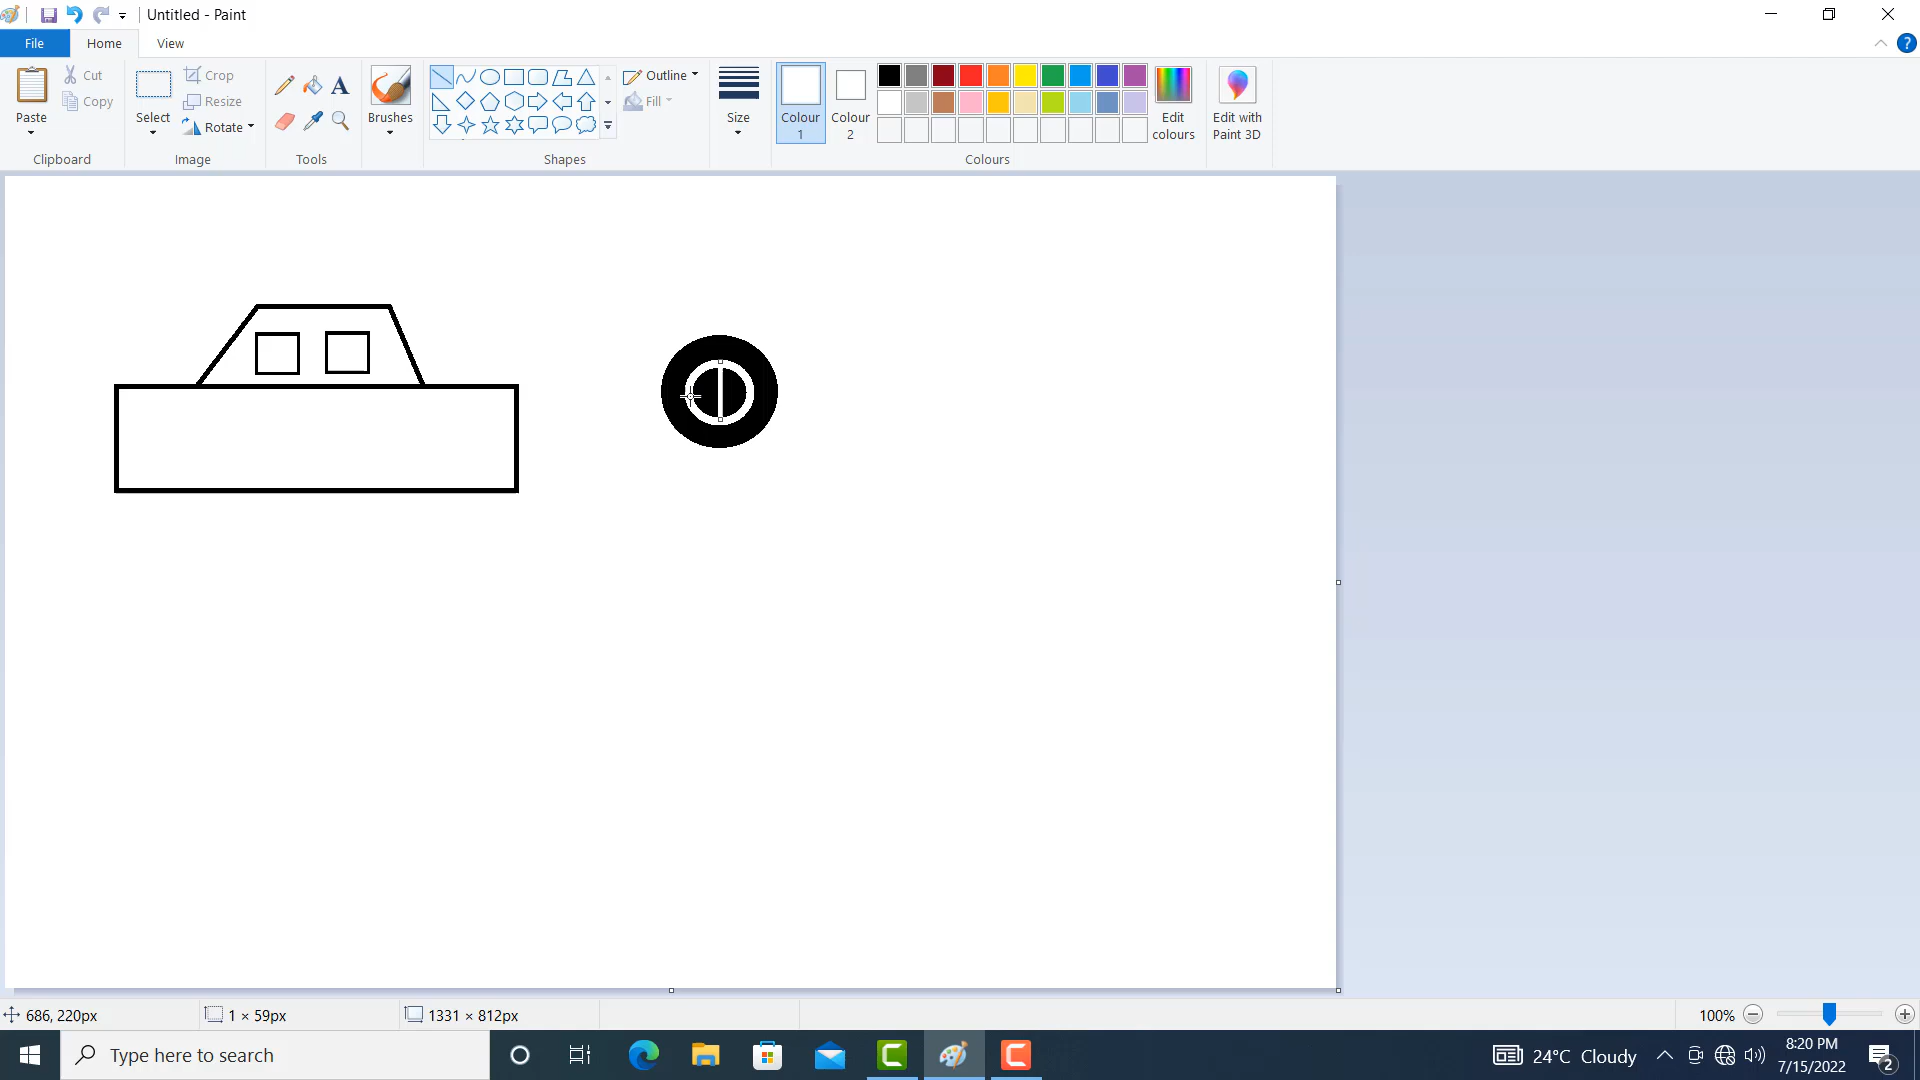 Untitled - Paint
File Home View
Paste
Cut
Copy
Clipboard
Select
Crop
Resize
Rotate
Image
A
Tools
Brushes
Outline
Fill
Shapes
Size
Colour 1
Colour 2
Edit colours
Colours
Edit with Paint 3D
?
686, 220px 1 × 59px 1331 × 812px 100%
Type here to search
24°C Cloudy
8:20 PM
7/15/2022
2